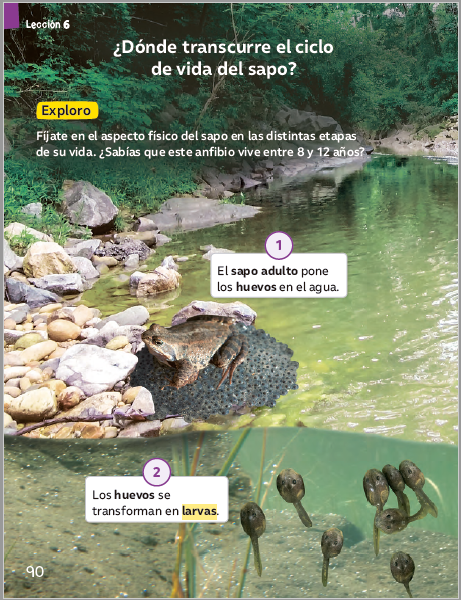 Lección 6
¿Dónde transcurre el ciclo
de vida del sapo?
Exploro
Fíjate en el aspecto físico del sapo en las distintas etapas
de su vida. ¿Sabías que este anfibio vive entre 8 y 12 años?
1
El sapo adulto pone
los huevos en el agua.
2
Los huevos se
transforman en larvas.
90